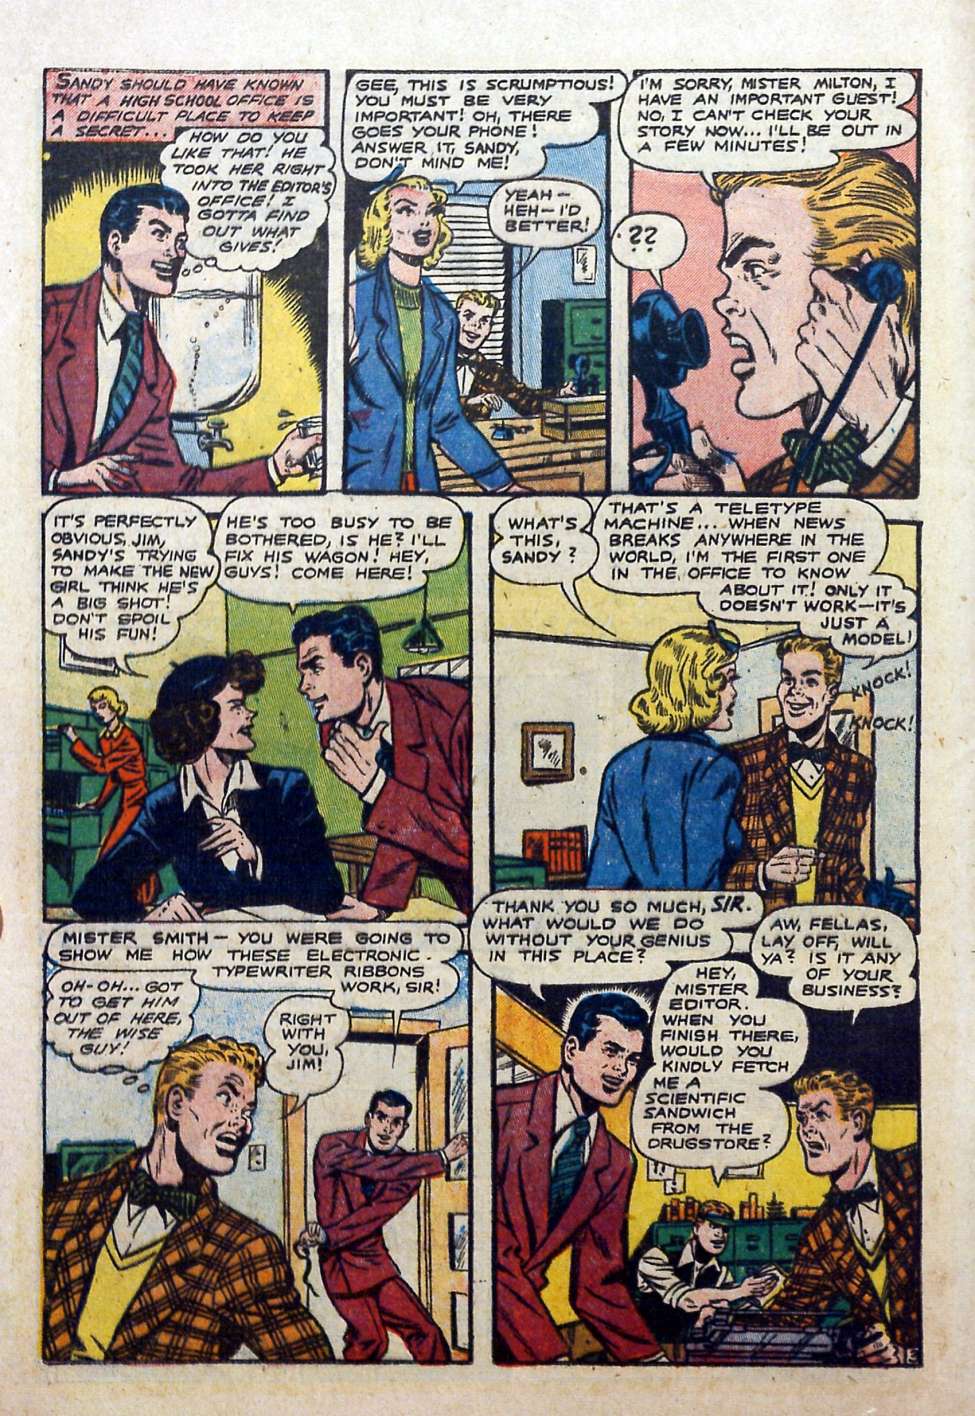 SANDY SHOULD HAVE KNOWN
THAT A HIGH SCHOOL OFFICE IS
A DIFFICULT PLACE TO KEEP
A SECRET...
HOW DO YOU
LIKE THAT! HE
TOOK HER RIGHT
INTO THE EDITOR'S
OFFICE! I
GOTTA FIND
OUT WHAT
GIVES!
GEE, THIS IS SCRUMPTIOUS!
YOU MUST BE VERY
IMPORTANT! OH, THERE
GOES YOUR PHONE!
ANSWER IT, SANDY,
DON'T MIND ME!
YEAH-
HEH-I'D
BETTER!
I'M SORRY, MISTER MILTON, I
HAVE AN IMPORTANT GUEST!
NO, I CAN'T CHECK YOUR
STORY NOW... I'LL BE OUT IN
A FEW MINUTES!
??
IT'S PERFECTLY
OBVIOUS, JIM,
SANDY'S TRYING
TO MAKE THE NEW
GIRL THINK HE'S
A BIG SHOT!
DON'T SPOIL
HIS FUN!
HE'S TOO BUSY TO BE
BOTHERED, IS HE? I'LL
FIX HIS WAGON! HEY,
GUYS! COME HERE!
WHAT'S
THIS,
SANDY?
THAT'S A TELETYPE
MACHINE... WHEN NEWS
BREAKS ANYWHERE IN THE
WORLD, I'M THE FIRST ONE
IN THE OFFICE TO KNOW
ABOUT IT! ONLY IT
DOESN'T WORK-IT'S
JUST A
MODEL!
KNOCK!
KNOCK!
MISTER SMITH- YOU WERE GOING TO
SHOW ME HOW THESE ELECTRONIC-
TYPEWRITER RIBBONS
WORK, SIR!
OH-OH... GOT
TO GET HIM
OUT OF HERE,
THE WISE
GUY!
RIGHT
WITH
YOU,
JIM!
THANK YOU SO MUCH, SIR.
WHAT WOULD WE DO
WITHOUT YOUR GENIUS
IN THIS PLACE?
AW, FELLAS,
LAY OFF, WILL
YA? IS IT ANY
OF YOUR
BUSINESS?
HEY,
MISTER
EDITOR.
WHEN YOU
FINISH THERE,
WOULD YOU
KINDLY FETCH
ME A
SCIENTIFIC
SANDWICH
FROM THE
DRUGSTORE?
3